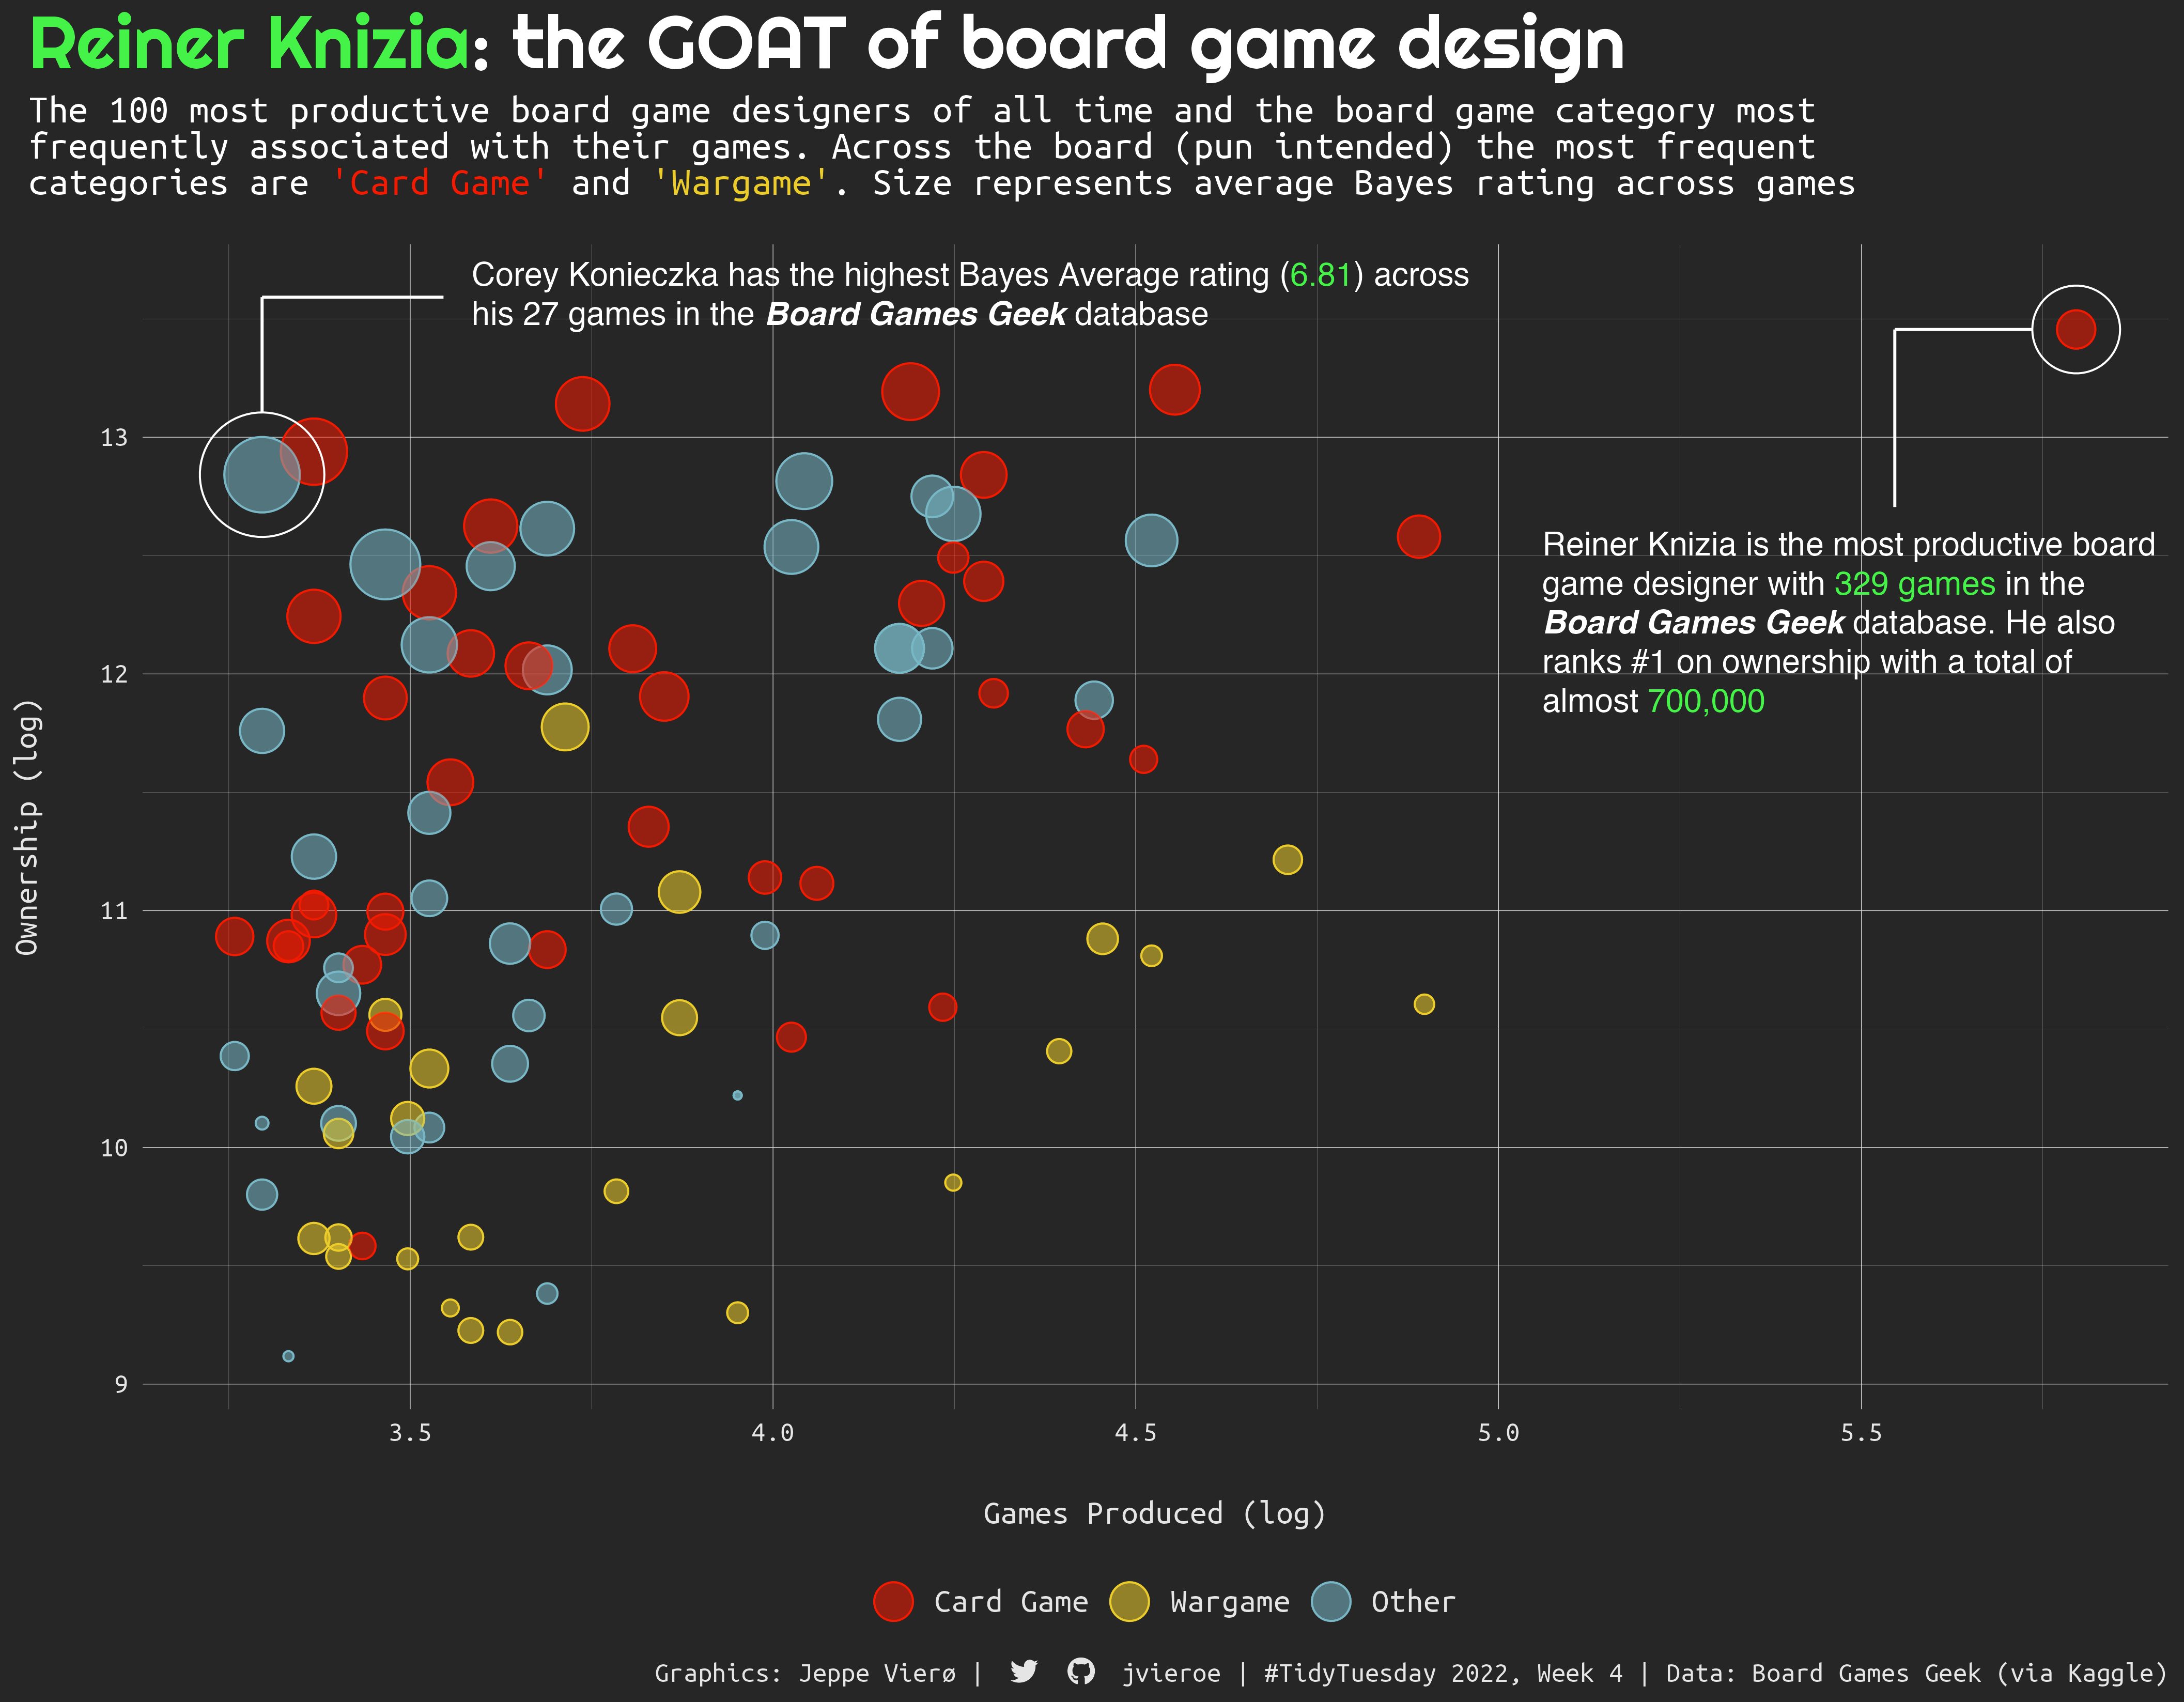 Reiner Knizia: the GOAT of board game design
The 100 most productive board game designers of all time and the board game category most
frequently associated with their games. Across the board (pun intended) the most frequent
categories are 'Card Game' and 'Wargame'. Size represents average Bayes rating across games
Corey Konieczka has the highest Bayes Average rating (6.81) across
his 27 games in the Board Games Geek database
Reiner Knizia is the most productive board
game designer with 329 games in the
Board Games Geek database. He also
ranks #1 on ownership with a total of
almost 700,000
Ownership (log)
13
12
11
10
9
3.5
4.0
4.5
5.0
5.5
Games Produced (log)
Card Game
Wargame
Other
Graphics: Jeppe Vierø | jvieroe | #TidyTuesday 2022, Week 4 | Data: Board Games Geek (via Kaggle)